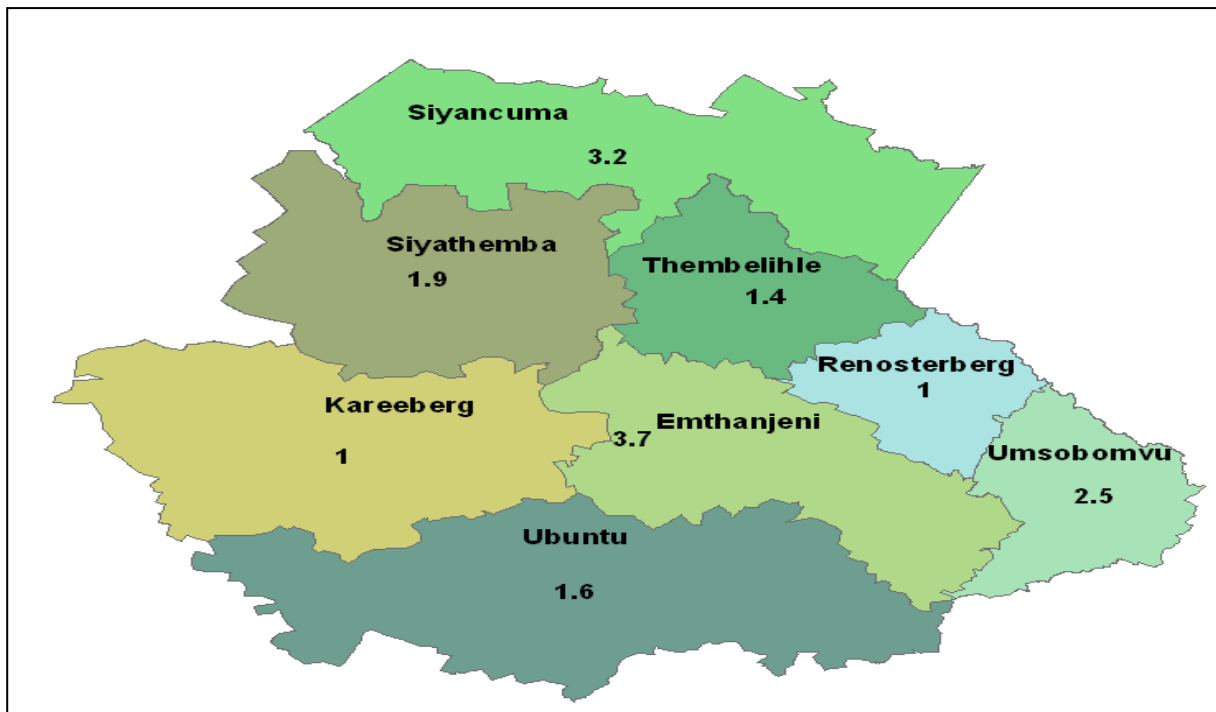 Siyancuma
3.2
Siyathemba
1.9
Thembelihle
1.4
Renosterberg
1
Kareeberg
1
Emthanjeni
3.7
Umsobomvu
2.5
Ubuntu
1.6